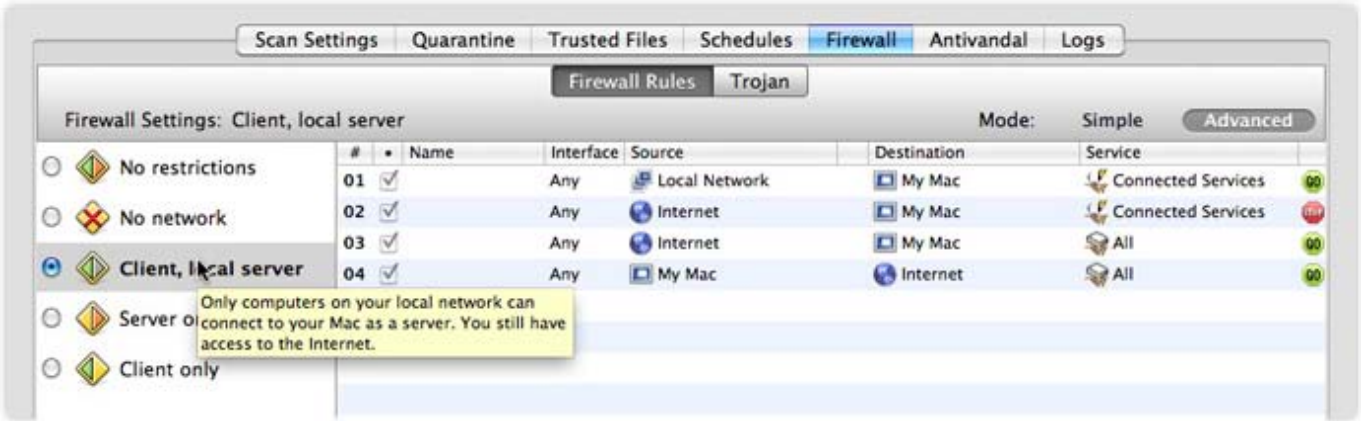 Scan Settings Quarantine Trusted Files Schedules Firewall Antivandal Logs
Firewall Rules Trojan
Firewall Settings: Client, local server Mode: Simple Advanced
# • Name Interface Source Destination Service
No restrictions
No network
Client, local server
Server
Client only
01 Any Local Network My Mac Connected Services GO
02 Any Internet My Mac Connected Services STOP
03 Any Internet My Mac All GO
04 Any My Mac Internet All GO
Only computers on your local network can
connect to your Mac as a server. You still have
access to the Internet.